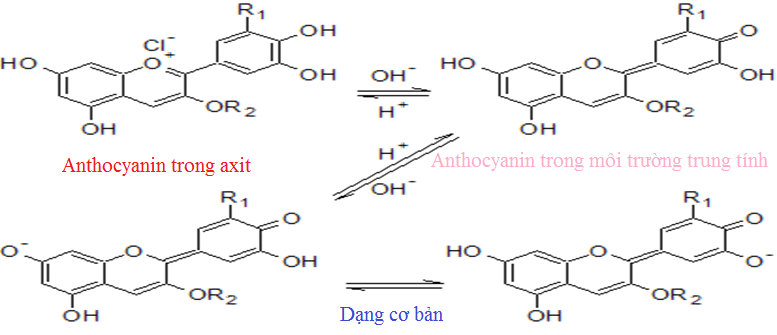 R₁
Cl⁻
OH
HO
O⁺
OH
OR₂
OH
OH⁻
H⁺
R₁
O
HO
O
OH
OR₂
OH
Anthocyanin trong axit
H⁺
OH⁻
Anthocyanin trong môi trường trung tính
R₁
O
O⁻
O
OH
OR₂
OH
Dạng cơ bản
R₁
O
HO
O
O⁻
OR₂
OH